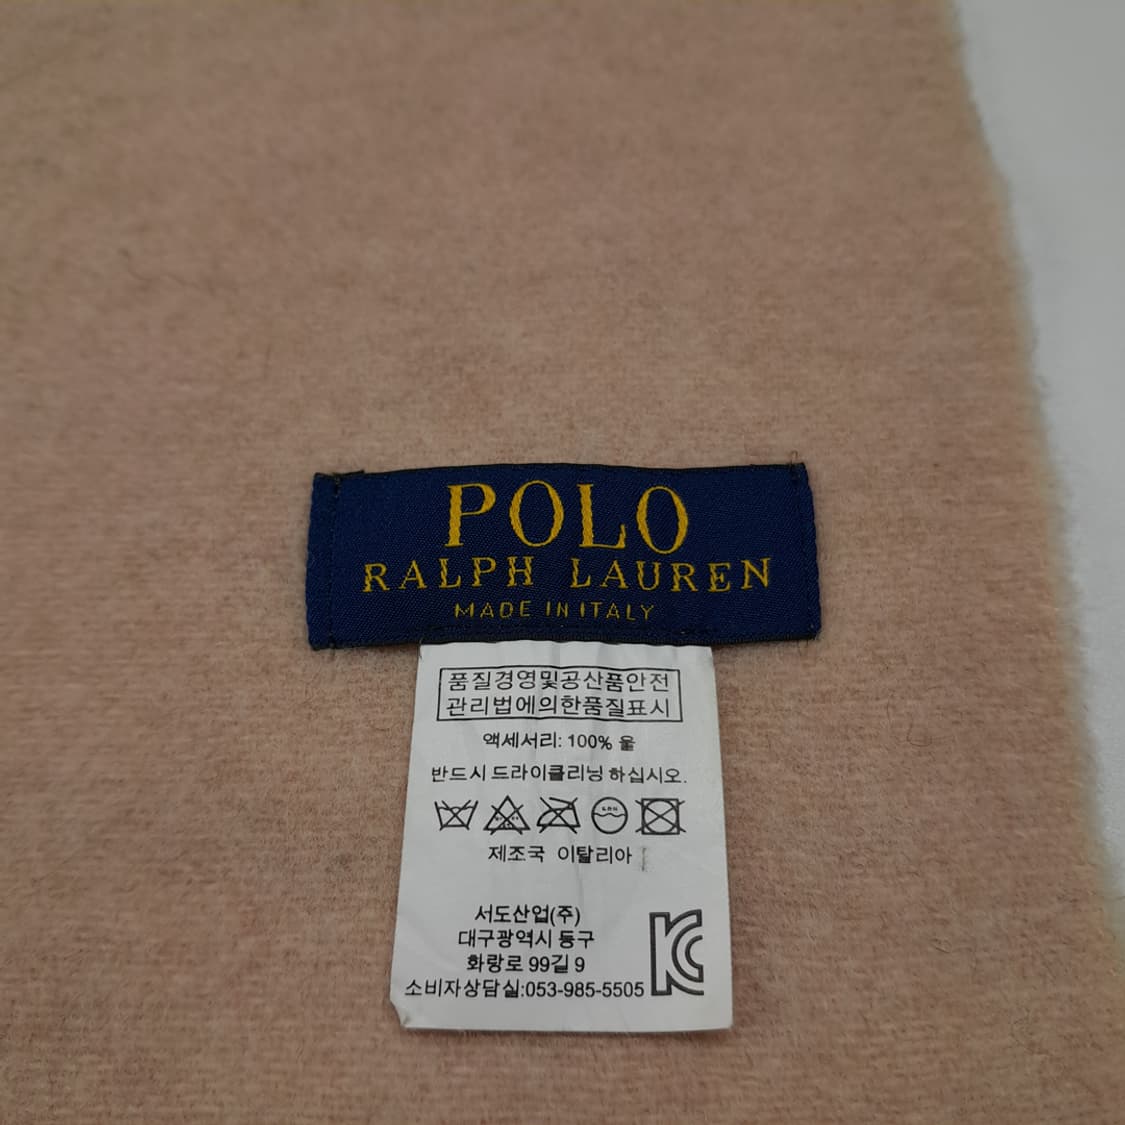 POLO
RALPH LAUREN
MADE IN ITALY
품질경영및공산품안전
관리법에의한품질표시
액세서리: 100% 울
반드시 드라이클리닝 하십시오.
제조국 이탈리아
서도산업(주)
대구광역시 동구
화랑로 99길 9
소비자상담실:053-985-5505